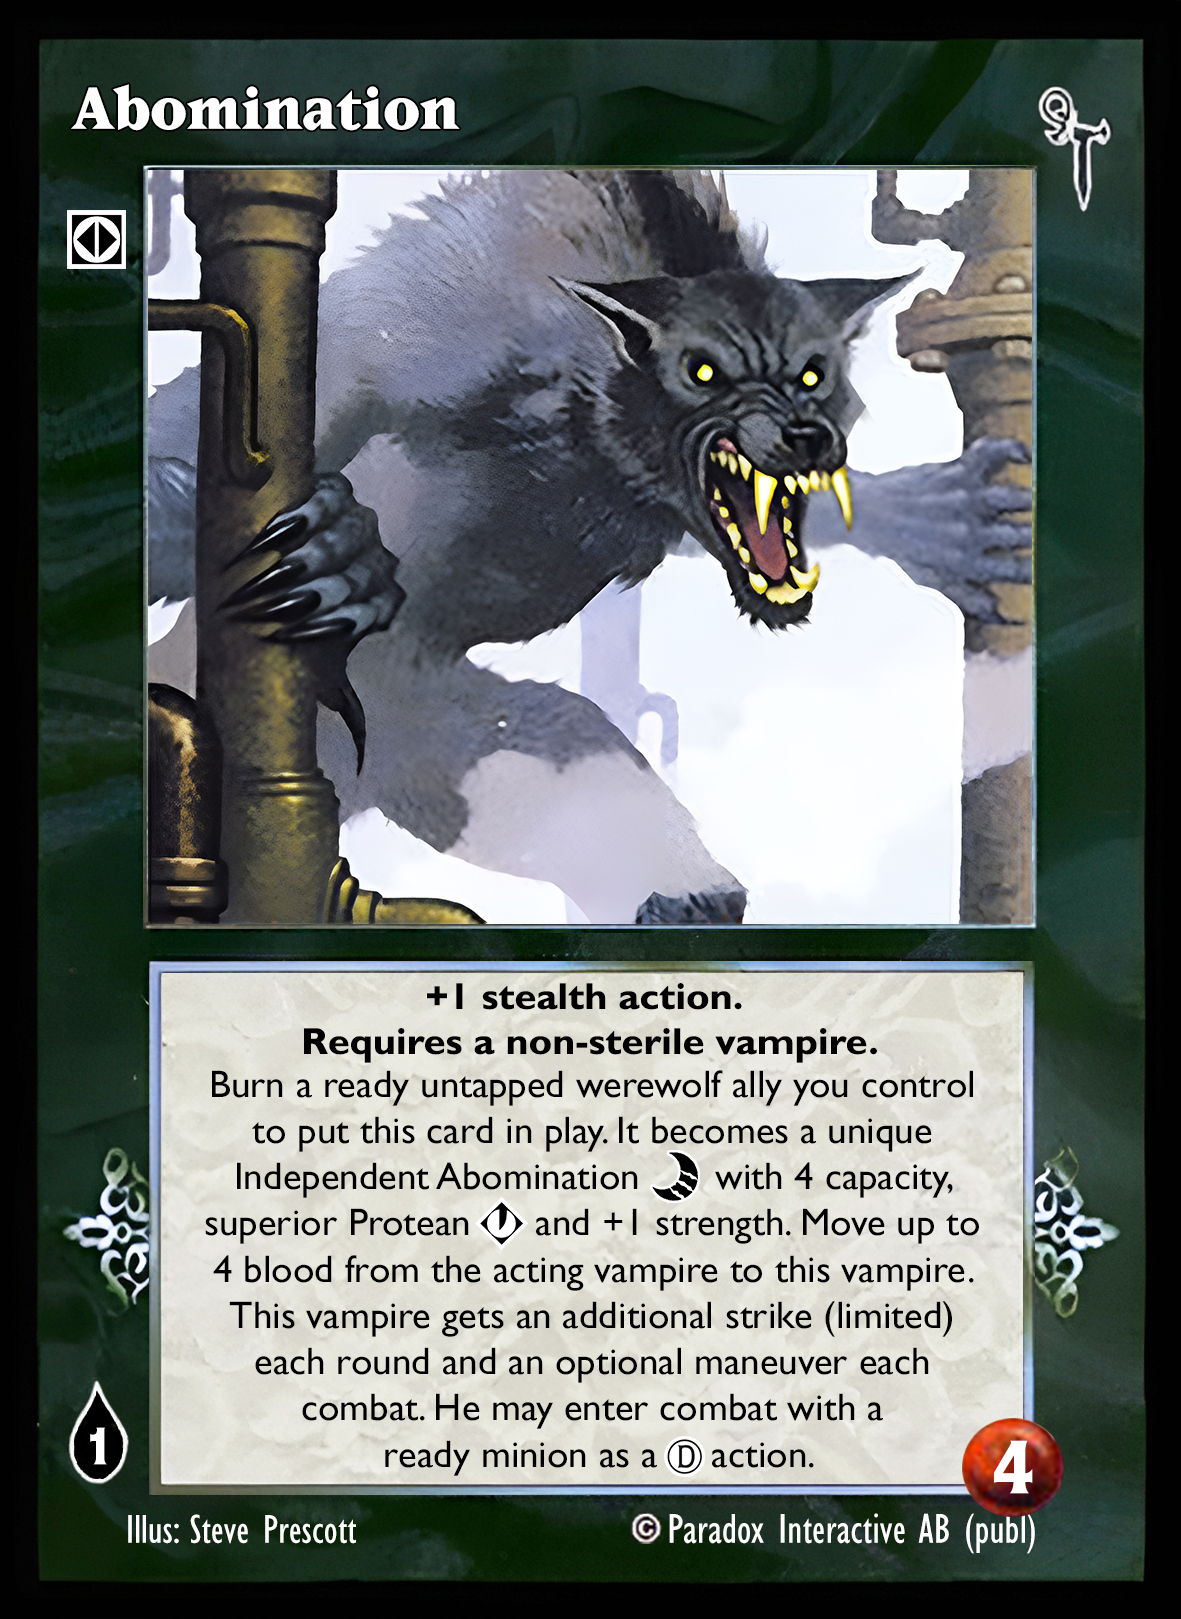 Abomination
+1 stealth action.
Requires a non-sterile vampire.
Burn a ready untapped werewolf ally you control
to put this card in play. It becomes a unique
Independent Abomination with 4 capacity,
superior Protean and +1 strength. Move up to
4 blood from the acting vampire to this vampire.
This vampire gets an additional strike (limited)
each round and an optional maneuver each
combat. He may enter combat with a
ready minion as a Ⓓ action.
1
4
Illus: Steve Prescott
© Paradox Interactive AB (publ)